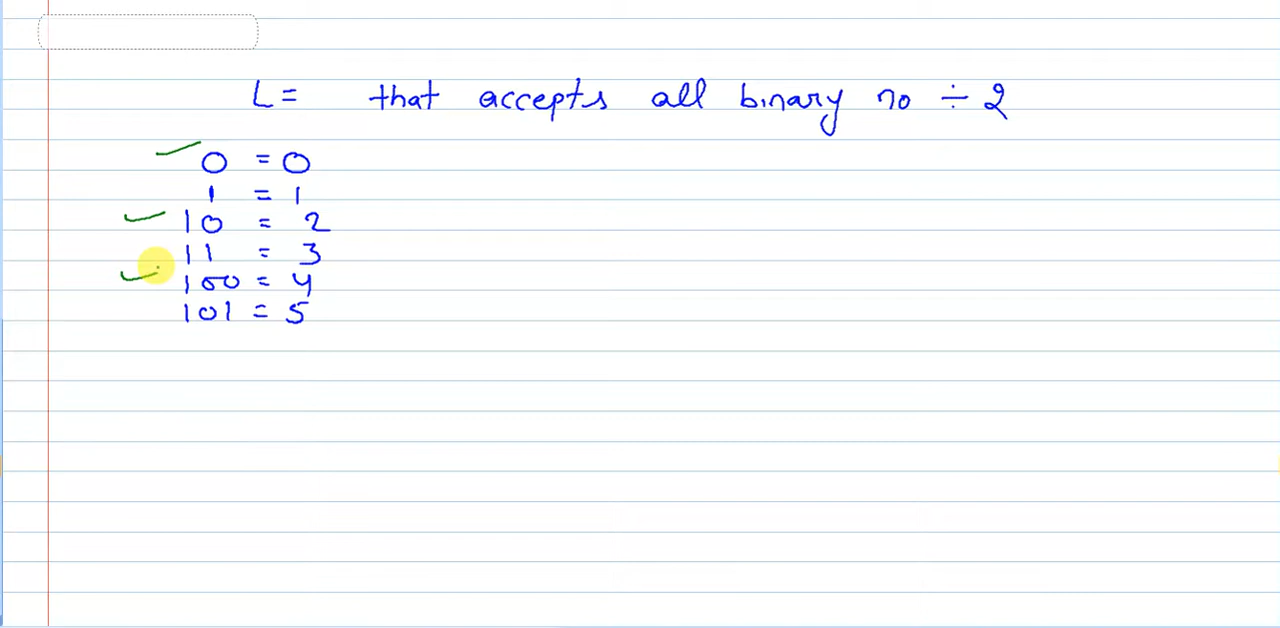 L = that accepts all binary no ÷ 2
0 = 0
1 = 1
10 = 2
11 = 3
100 = 4
101 = 5